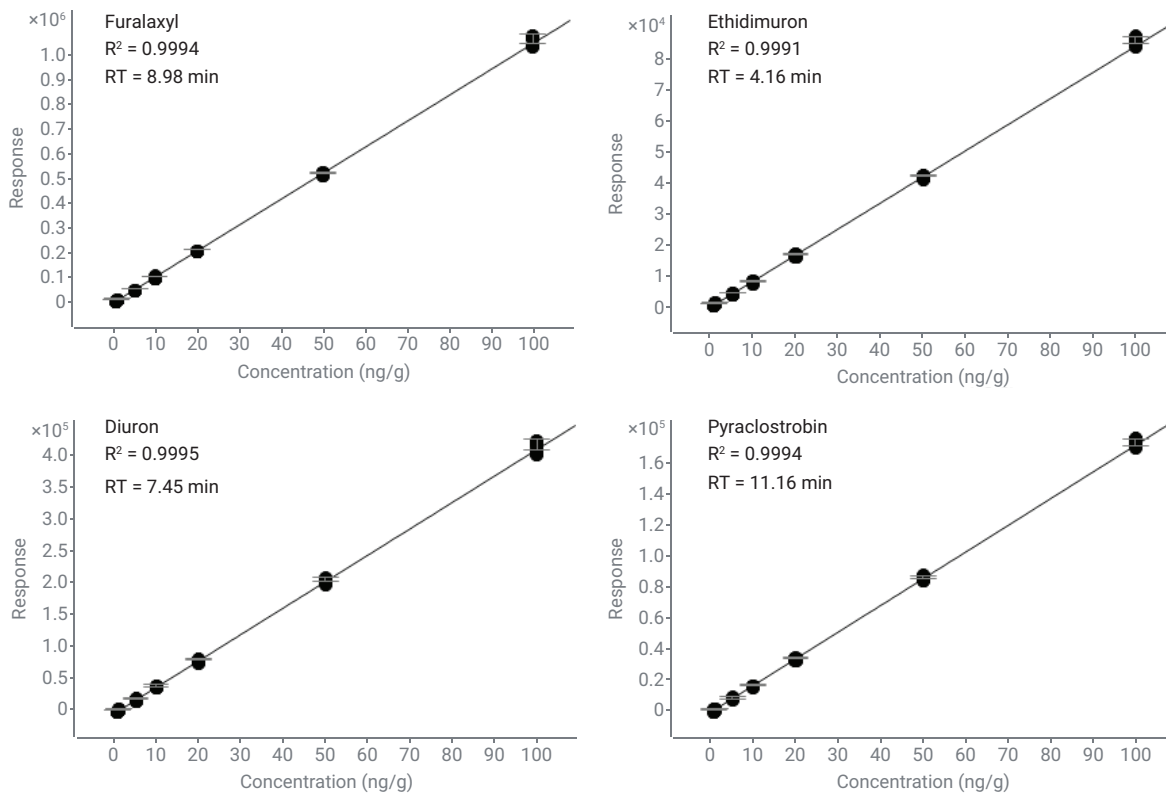 ×10⁶
Furalaxyl
R² = 0.9994
RT = 8.98 min
1.0
0.9
0.8
0.7
0.6
0.5
0.4
0.3
0.2
0.1
0
Response
0 10 20 30 40 50 60 70 80 90 100
Concentration (ng/g)
×10⁴
Ethidimuron
R² = 0.9991
RT = 4.16 min
8
7
6
5
4
3
2
1
0
Response
0 10 20 30 40 50 60 70 80 90 100
Concentration (ng/g)
×10⁵
Diuron
R² = 0.9995
RT = 7.45 min
4.0
3.5
3.0
2.5
2.0
1.5
1.0
0.5
0
Response
0 10 20 30 40 50 60 70 80 90 100
Concentration (ng/g)
×10⁵
Pyraclostrobin
R² = 0.9994
RT = 11.16 min
1.6
1.4
1.2
1.0
0.8
0.6
0.4
0.2
0
Response
0 10 20 30 40 50 60 70 80 90 100
Concentration (ng/g)